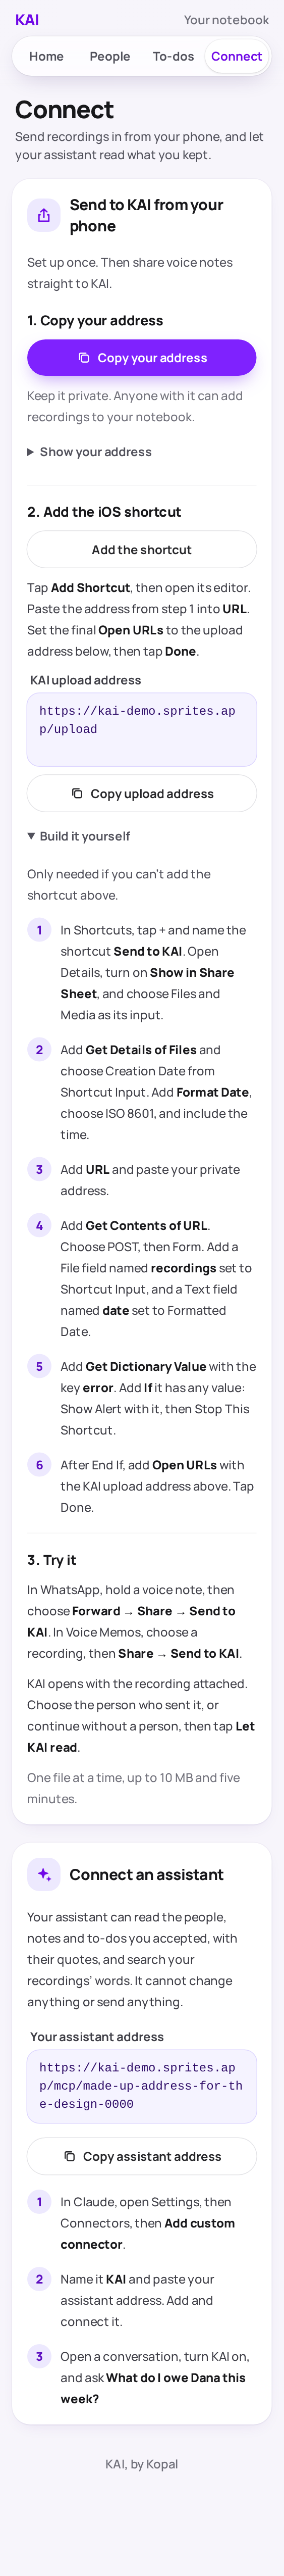 KAI
Your notebook
Home
People
To-dos
Connect
Connect
Send recordings in from your phone, and let
your assistant read what you kept.
Send to KAI from your
phone
Set up once. Then share voice notes
straight to KAI.
1. Copy your address
Copy your address
Keep it private. Anyone with it can add
recordings to your notebook.
Show your address
2. Add the iOS shortcut
Add the shortcut
Tap Add Shortcut, then open its editor.
Paste the address from step 1 into URL.
Set the final Open URLs to the upload
address below, then tap Done.
KAI upload address
https://kai-demo.sprites.ap
p/upload
Copy upload address
Build it yourself
Only needed if you can't add the
shortcut above.
1
In Shortcuts, tap + and name the
shortcut Send to KAI. Open
Details, turn on Show in Share
Sheet, and choose Files and
Media as its input.
2
Add Get Details of Files and
choose Creation Date from
Shortcut Input. Add Format Date,
choose ISO 8601, and include the
time.
3
Add URL and paste your private
address.
4
Add Get Contents of URL.
Choose POST, then Form. Add a
File field named recordings set to
Shortcut Input, and a Text field
named date set to Formatted
Date.
5
Add Get Dictionary Value with the
key error. Add If it has any value:
Show Alert with it, then Stop This
Shortcut.
6
After End If, add Open URLs with
the KAI upload address above. Tap
Done.
3. Try it
In WhatsApp, hold a voice note, then
choose Forward → Share → Send to
KAI. In Voice Memos, choose a
recording, then Share → Send to KAI.
KAI opens with the recording attached.
Choose the person who sent it, or
continue without a person, then tap Let
KAI read.
One file at a time, up to 10 MB and five
minutes.
Connect an assistant
Your assistant can read the people,
notes and to-dos you accepted, with
their quotes, and search your
recordings' words. It cannot change
anything or send anything.
Your assistant address
https://kai-demo.sprites.ap
p/mcp/made-up-address-for-th
e-design-0000
Copy assistant address
1
In Claude, open Settings, then
Connectors, then Add custom
connector.
2
Name it KAI and paste your
assistant address. Add and
connect it.
3
Open a conversation, turn KAI on,
and ask What do I owe Dana this
week?
KAI, by Kopal